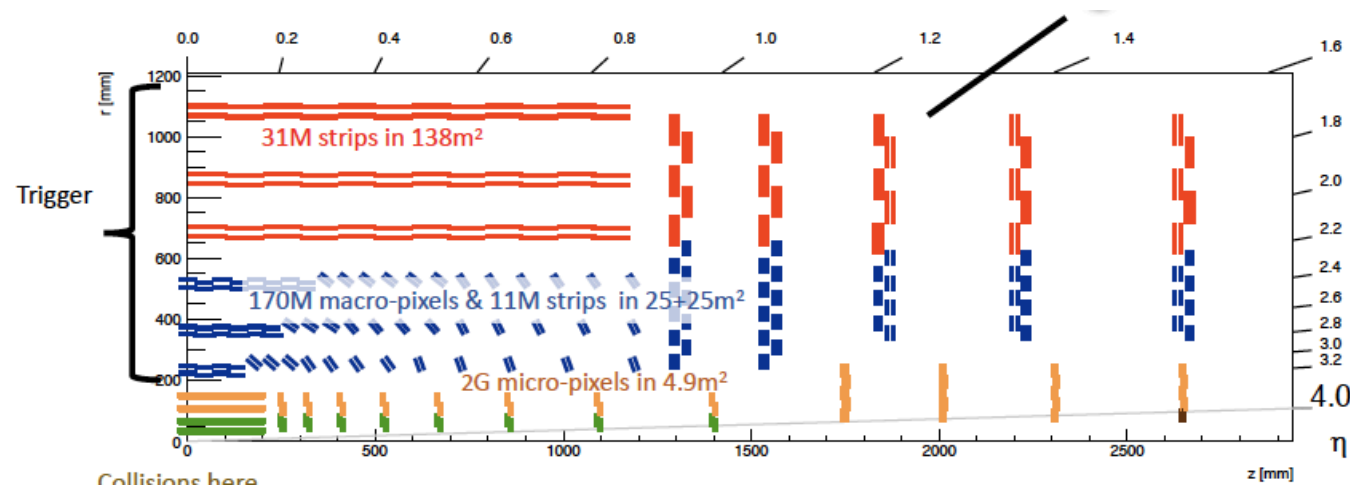 0.0 0.2 0.4 0.6 0.8 1.0 1.2 1.4 1.6
r [mm]
1200
1000
800
600
400
200
0
31M strips in 138m²
Trigger
170M macro-pixels & 11M strips in 25+25m²
2G micro-pixels in 4.9m²
1.8
2.0
2.2
2.4
2.6
2.8
3.0
3.2
4.0
η
0 500 1000 1500 2000 2500
z [mm]
Collisions here